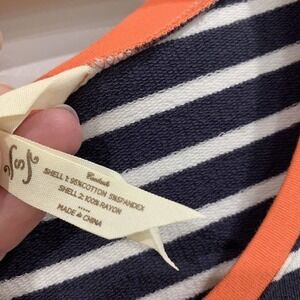 SHELL 1: 95%COTTON 5%SPANDEX
SHELL 2: 100% RAYON
MADE IN CHINA